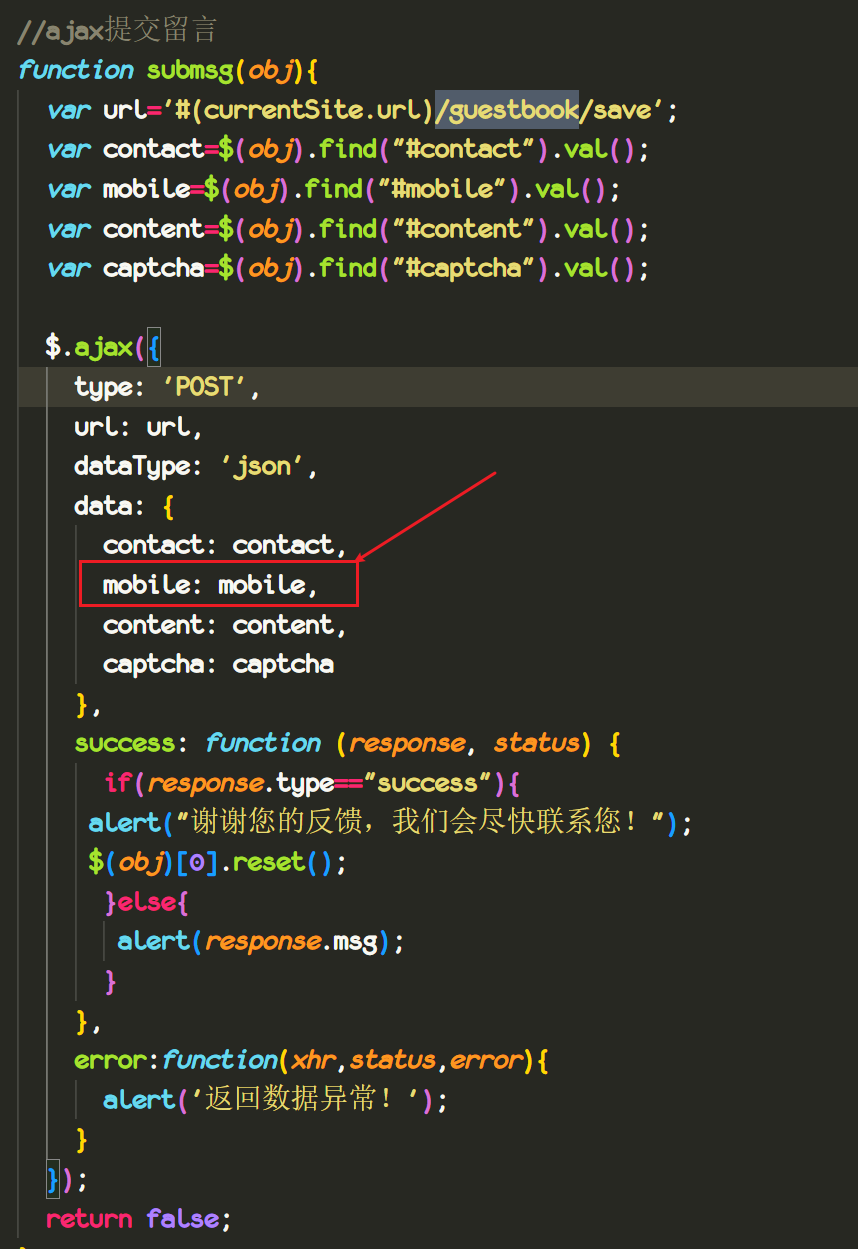 //ajax提交留言
function submsg(obj){
var url='#(currentSite.url)/guestbook/save';
var contact=$(obj).find("#contact").val();
var mobile=$(obj).find("#mobile").val();
var content=$(obj).find("#content").val();
var captcha=$(obj).find("#captcha").val();
$.ajax({
type: 'POST',
url: url,
dataType: 'json',
data: {
contact: contact,
mobile: mobile,
content: content,
captcha: captcha
},
success: function (response, status) {
if(response.type=="success"){
alert("谢谢您的反馈，我们会尽快联系您！");
$(obj)[0].reset();
}else{
alert(response.msg);
}
},
error:function(xhr,status,error){
alert('返回数据异常！');
}
});
return false;